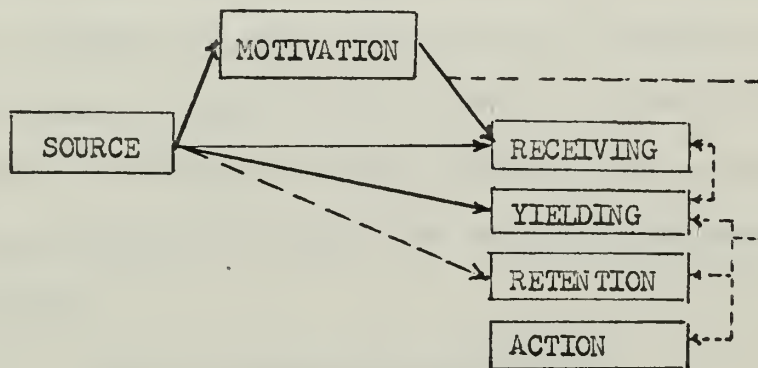 MOTIVATION
SOURCE
RECEIVING
YIELDING
RETENTION
ACTION